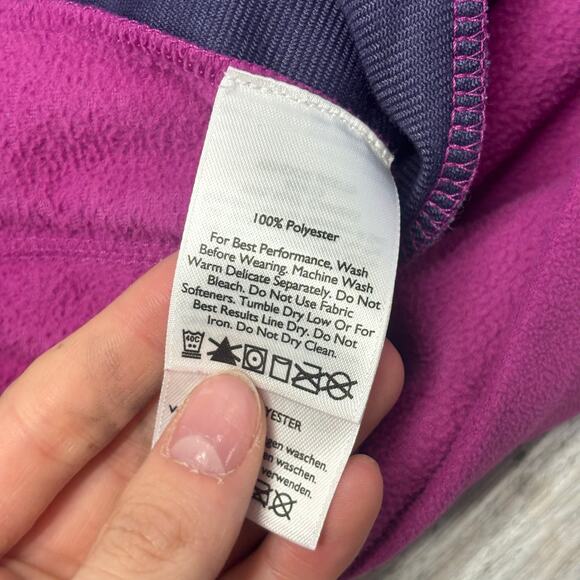 100% Polyester
For Best Performance, Wash
Before Wearing. Machine Wash
Warm Delicate Separately. Do Not
Bleach. Do Not Use Fabric
Softeners. Tumble Dry Low Or For
Best Results Line Dry. Do Not
Iron. Do Not Dry Clean.
40C
waschen.
waschen.
verwenden.